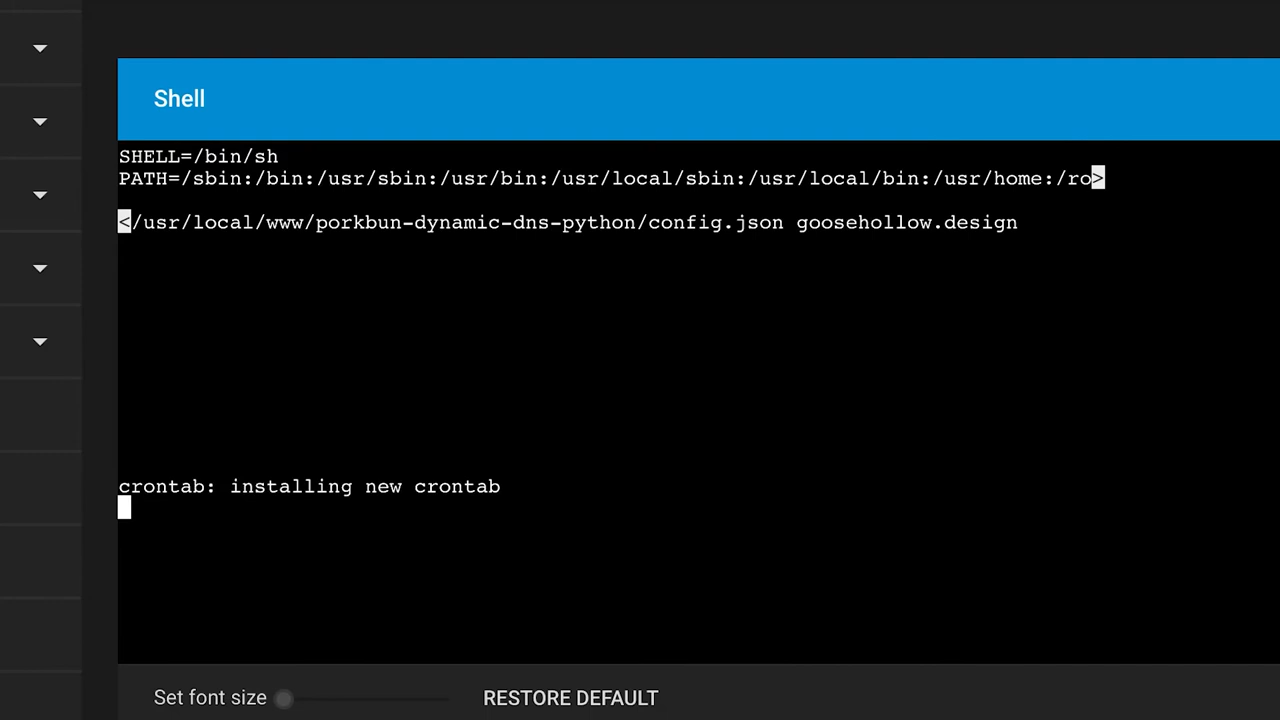 Shell
SHELL=/bin/sh
PATH=/sbin:/bin:/usr/sbin:/usr/bin:/usr/local/sbin:/usr/local/bin:/usr/home:/ro>
</usr/local/www/porkbun-dynamic-dns-python/config.json goosehollow.design
crontab: installing new crontab
Set font size RESTORE DEFAULT